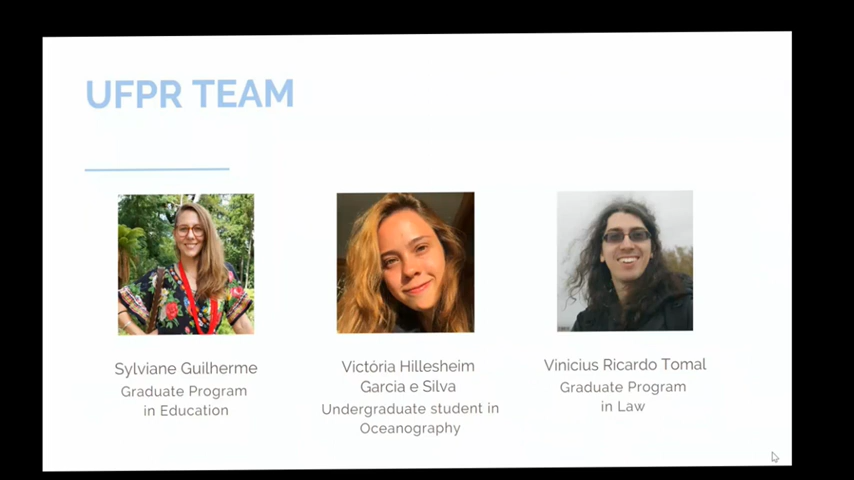 UFPR TEAM
Sylviane Guilherme
Graduate Program
in Education
Victória Hillesheim
Garcia e Silva
Undergraduate student in
Oceanography
Vinicius Ricardo Tomal
Graduate Program
in Law